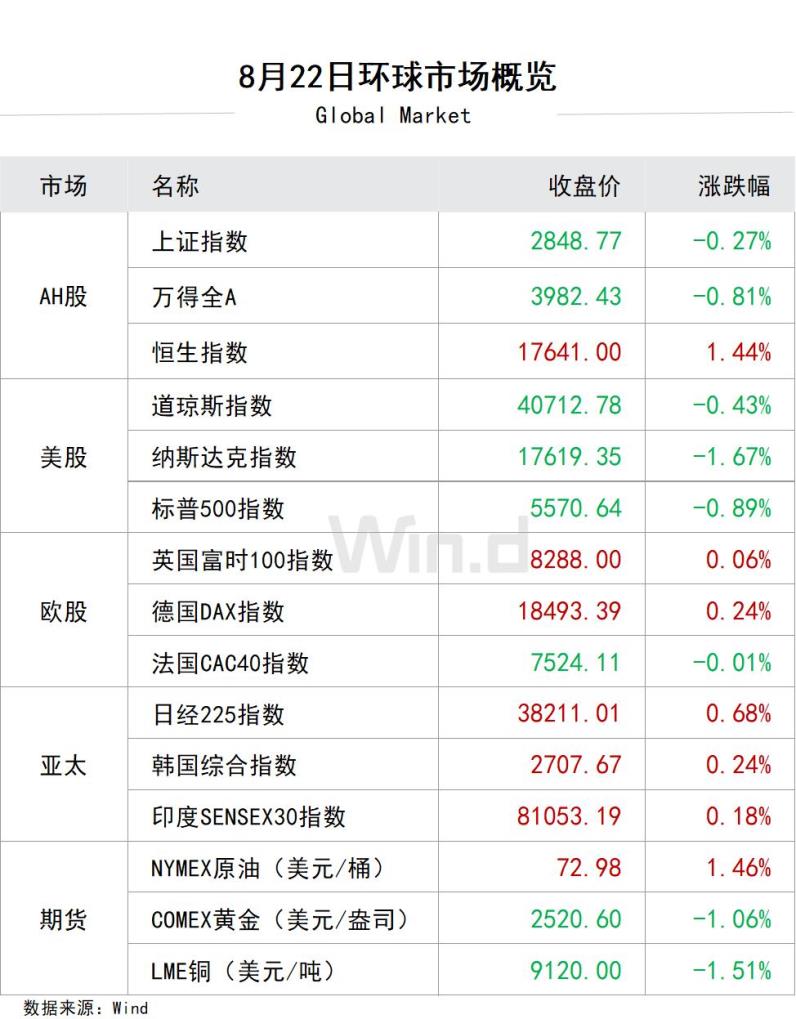 8月22日环球市场概览
Global Market
市场 名称 收盘价 涨跌幅
AH股
上证指数 2848.77 -0.27%
万得全A 3982.43 -0.81%
恒生指数 17641.00 1.44%
美股
道琼斯指数 40712.78 -0.43%
纳斯达克指数 17619.35 -1.67%
标普500指数 5570.64 -0.89%
欧股
英国富时100指数 8288.00 0.06%
德国DAX指数 18493.39 0.24%
法国CAC40指数 7524.11 -0.01%
亚太
日经225指数 38211.01 0.68%
韩国综合指数 2707.67 0.24%
印度SENSEX30指数 81053.19 0.18%
期货
NYMEX原油（美元/桶） 72.98 1.46%
COMEX黄金（美元/盎司） 2520.60 -1.06%
LME铜（美元/吨） 9120.00 -1.51%
Win.d
数据来源：Wind